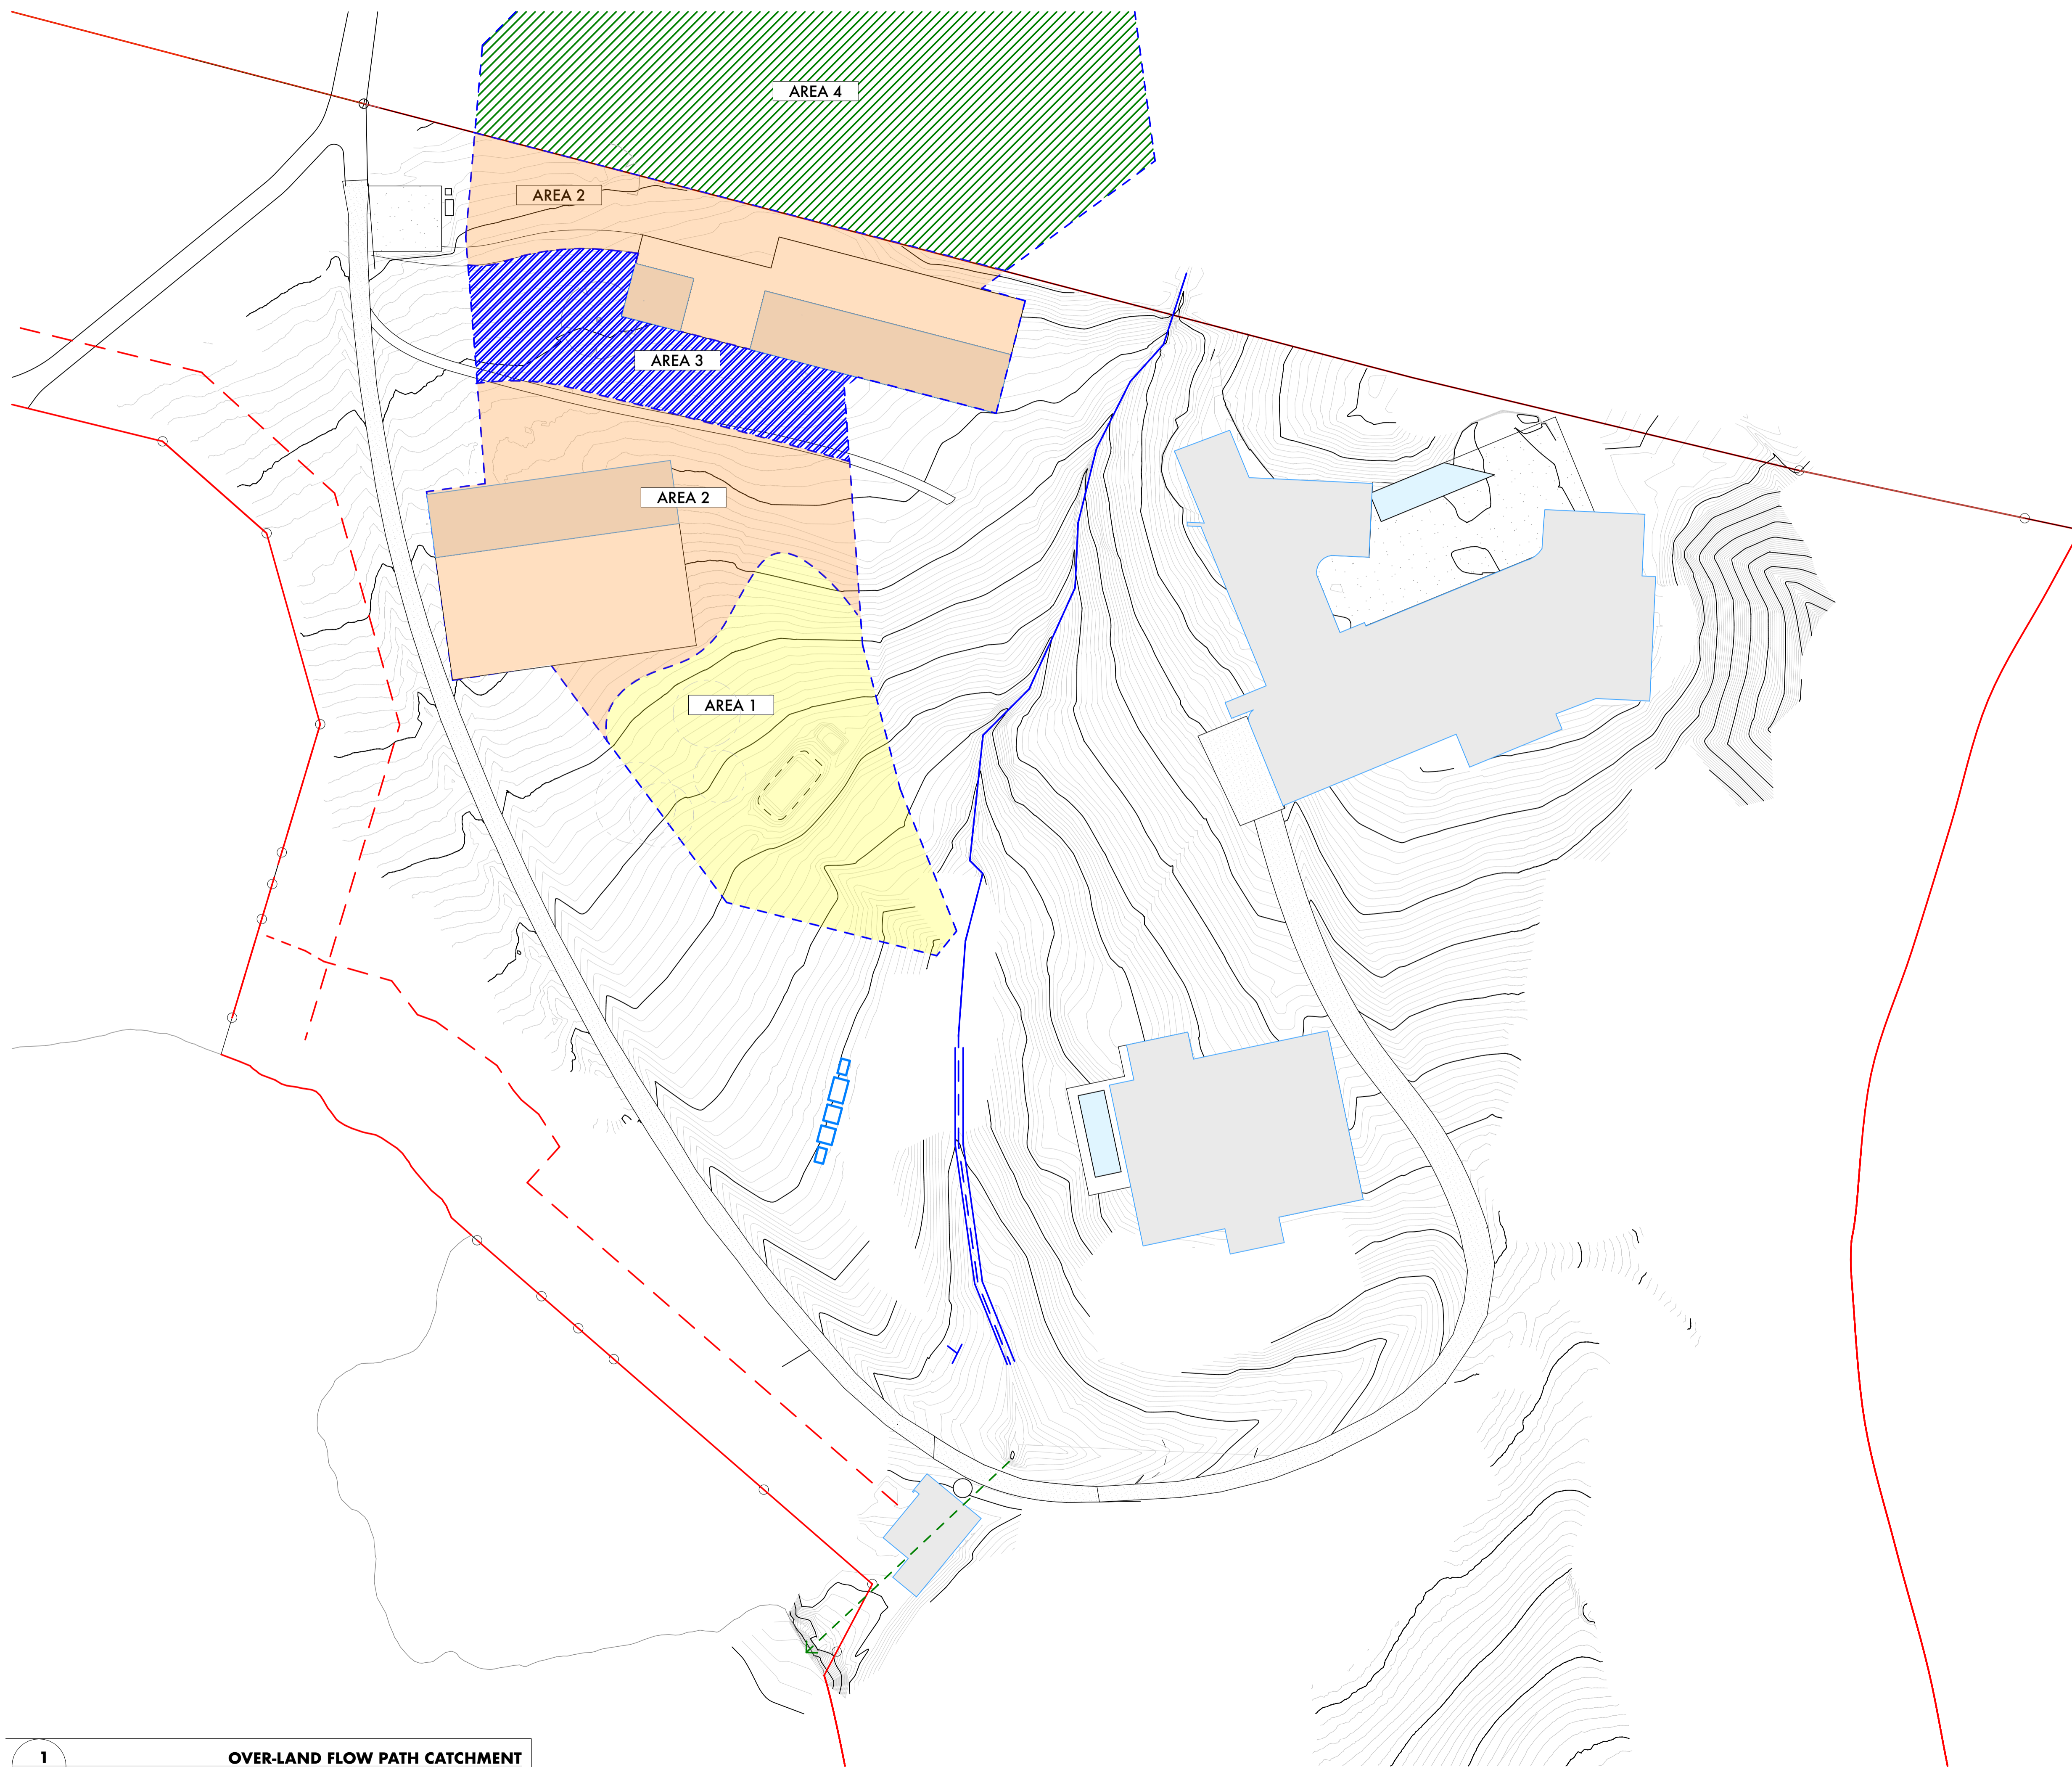 AREA 4
AREA 2
AREA 3
AREA 2
AREA 1
1
OVER-LAND FLOW PATH CATCHMENT